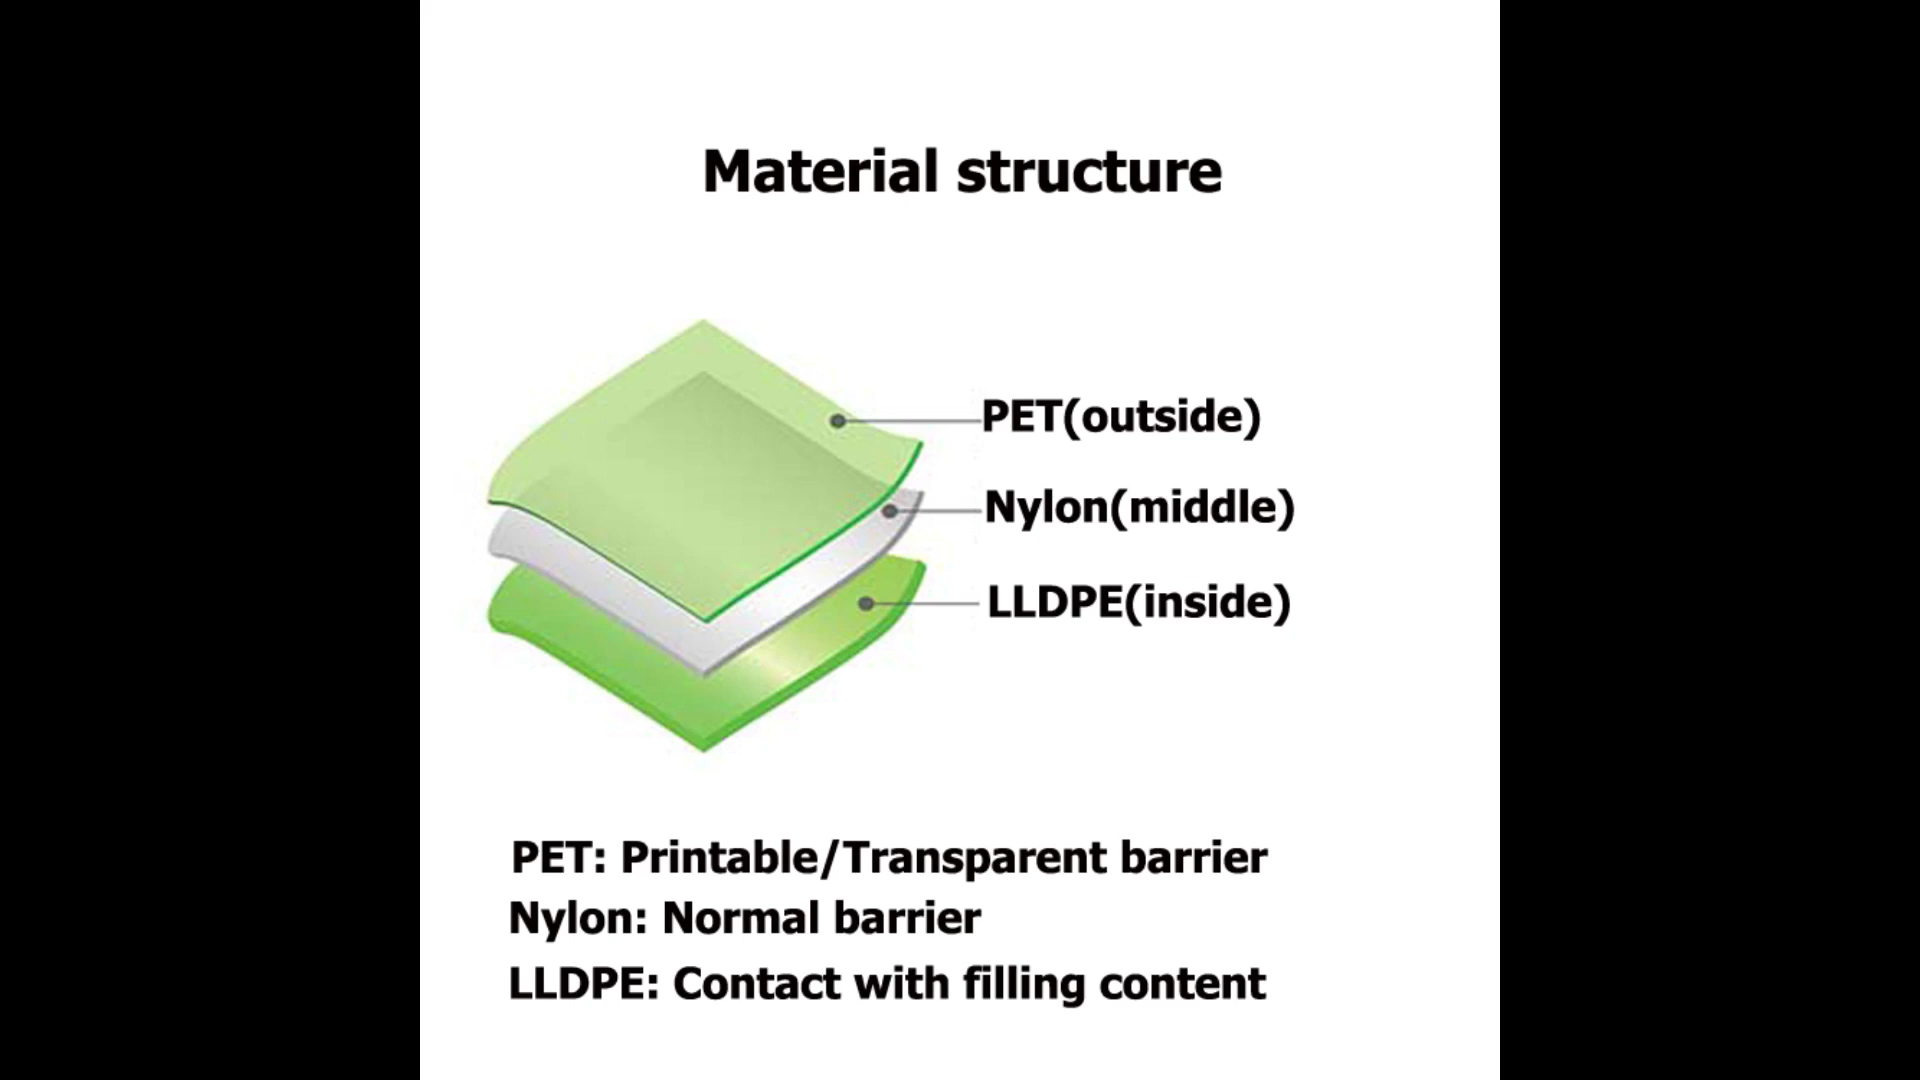 Material structure
PET(outside)
Nylon(middle)
LLDPE(inside)
PET: Printable/Transparent barrier
Nylon: Normal barrier
LLDPE: Contact with filling content